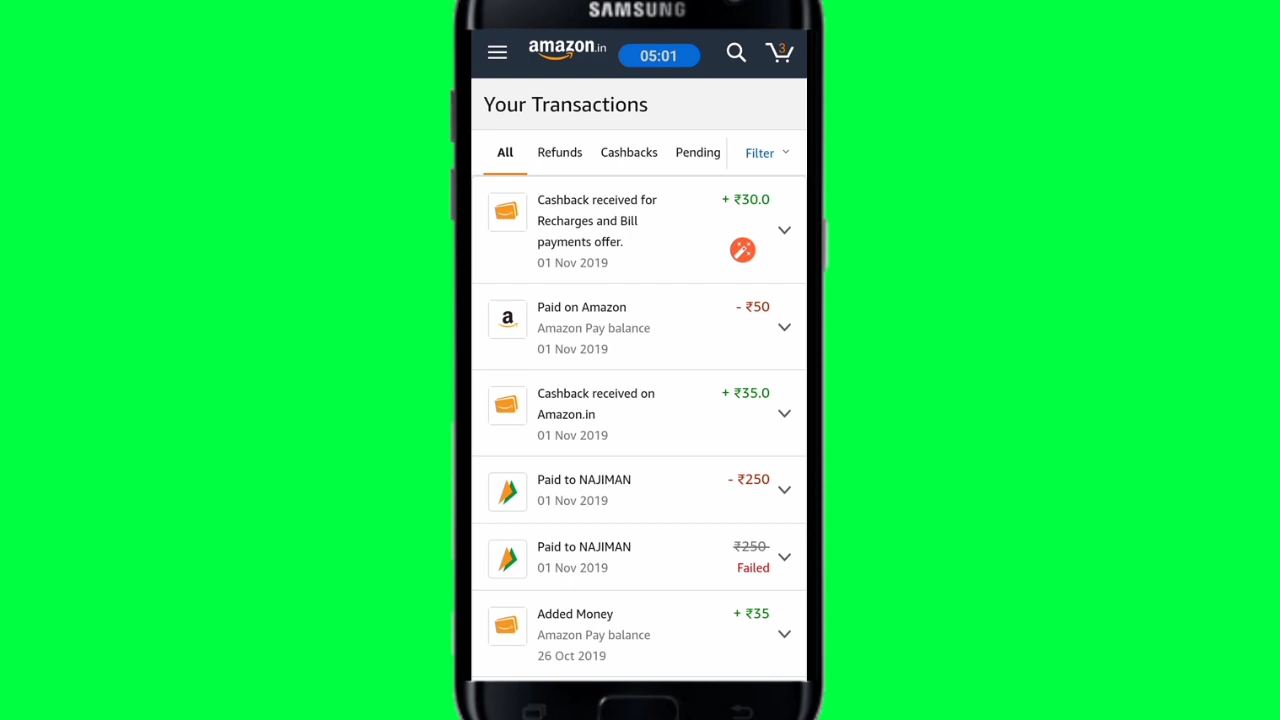 SAMSUNG
amazon.in 05:01 3
Your Transactions
All Refunds Cashbacks Pending Filter
Cashback received for + ₹30.0
Recharges and Bill
payments offer.
01 Nov 2019
a Paid on Amazon - ₹50
Amazon Pay balance
01 Nov 2019
Cashback received on + ₹35.0
Amazon.in
01 Nov 2019
Paid to NAJIMAN - ₹250
01 Nov 2019
Paid to NAJIMAN ₹250
01 Nov 2019 Failed
Added Money + ₹35
Amazon Pay balance
26 Oct 2019